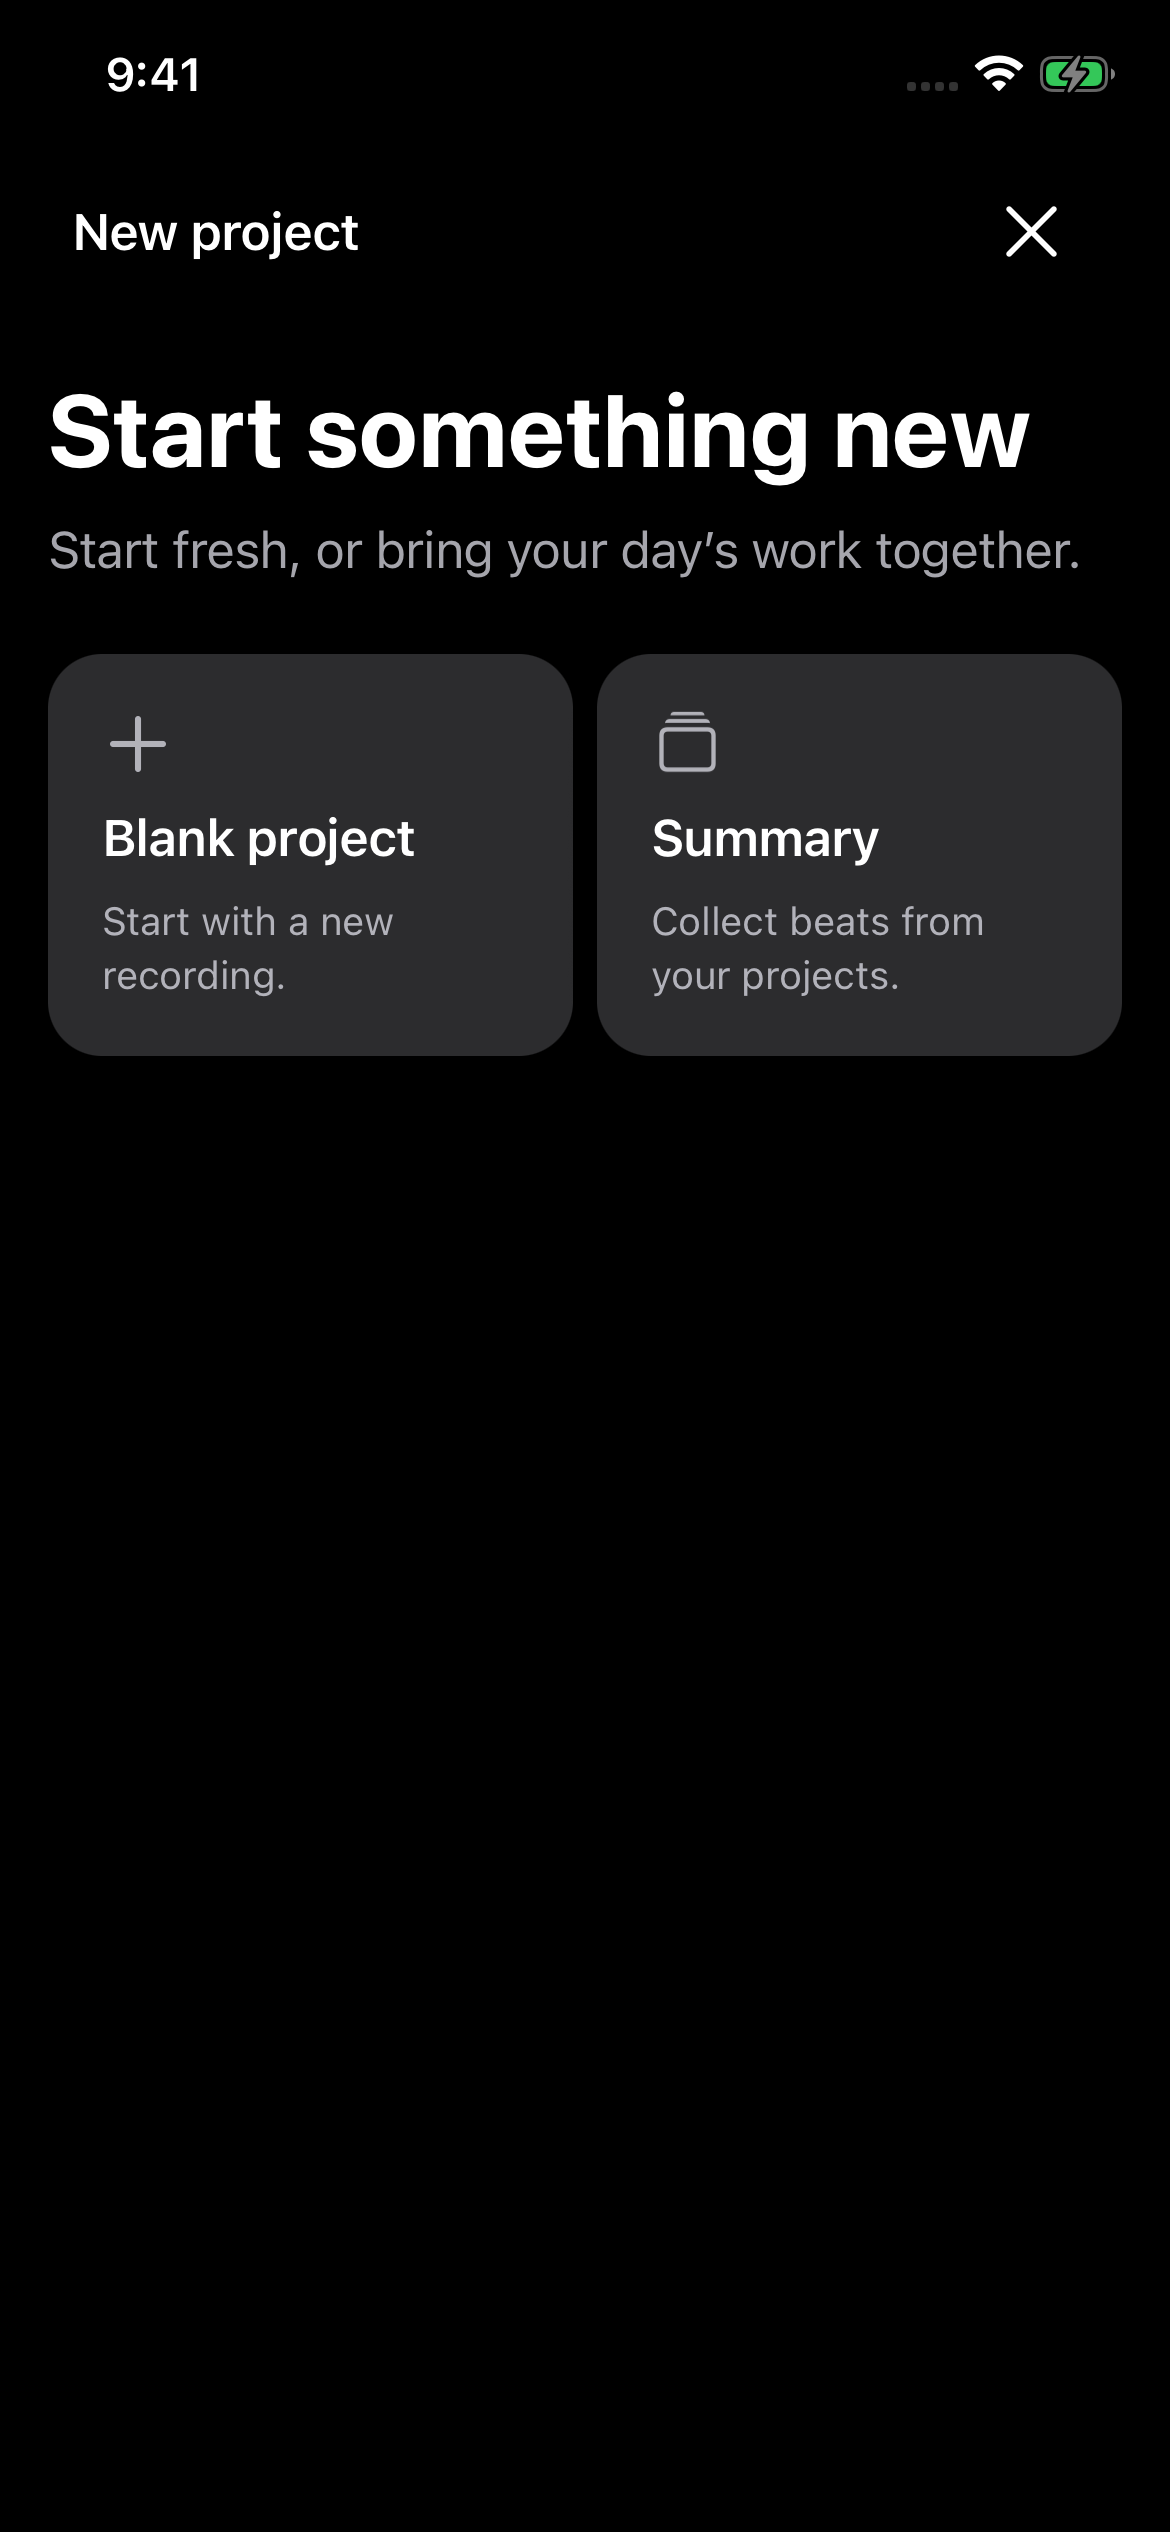 9:41
New project
Start something new
Start fresh, or bring your day’s work together.
Blank project
Start with a new
recording.
Summary
Collect beats from
your projects.